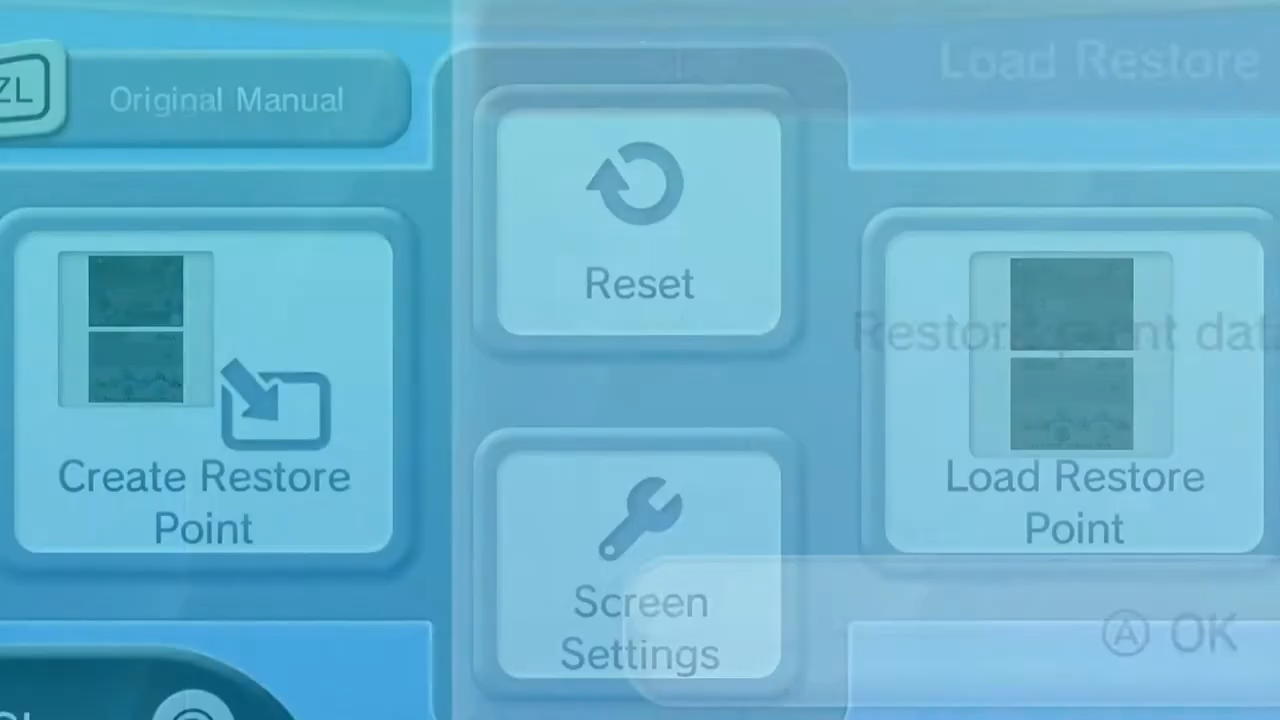 ZL
Original Manual
Load Restore
Reset
Create Restore
Point
Load Restore
Point
Screen
Settings
A OK